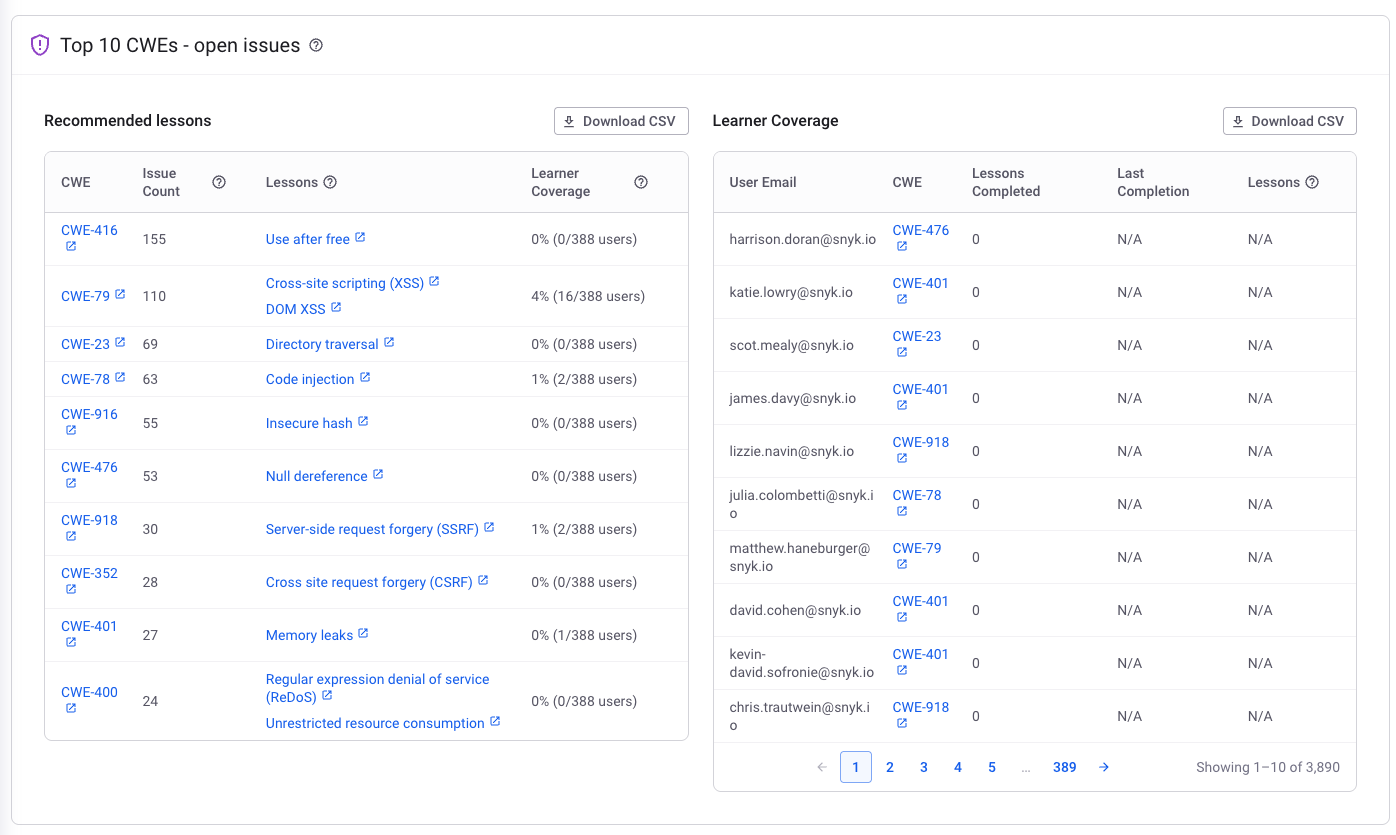 Top 10 CWEs - open issues
Recommended lessons
Download CSV
CWE Issue Count Lessons Learner Coverage
CWE-416 155 Use after free 0% (0/388 users)
CWE-79 110 Cross-site scripting (XSS) 4% (16/388 users)
DOM XSS
CWE-23 69 Directory traversal 0% (0/388 users)
CWE-78 63 Code injection 1% (2/388 users)
CWE-916 55 Insecure hash 0% (0/388 users)
CWE-476 53 Null dereference 0% (0/388 users)
CWE-918 30 Server-side request forgery (SSRF) 1% (2/388 users)
CWE-352 28 Cross site request forgery (CSRF) 0% (0/388 users)
CWE-401 27 Memory leaks 0% (1/388 users)
CWE-400 24 Regular expression denial of service 0% (0/388 users)
(ReDoS)
Unrestricted resource consumption
Learner Coverage
Download CSV
User Email CWE Lessons Completed Last Completion Lessons
harrison.doran@snyk.io CWE-476 0 N/A N/A
katie.lowry@snyk.io CWE-401 0 N/A N/A
scot.mealy@snyk.io CWE-23 0 N/A N/A
james.davy@snyk.io CWE-401 0 N/A N/A
lizzie.navin@snyk.io CWE-918 0 N/A N/A
julia.colombetti@snyk.i CWE-78 0 N/A N/A
o
matthew.haneburger@ CWE-79 0 N/A N/A
snyk.io
david.cohen@snyk.io CWE-401 0 N/A N/A
kevin- CWE-401 0 N/A N/A
david.sofronie@snyk.io
chris.trautwein@snyk.i CWE-918 0 N/A N/A
o
← 1 2 3 4 5 ... 389 → Showing 1–10 of 3,890